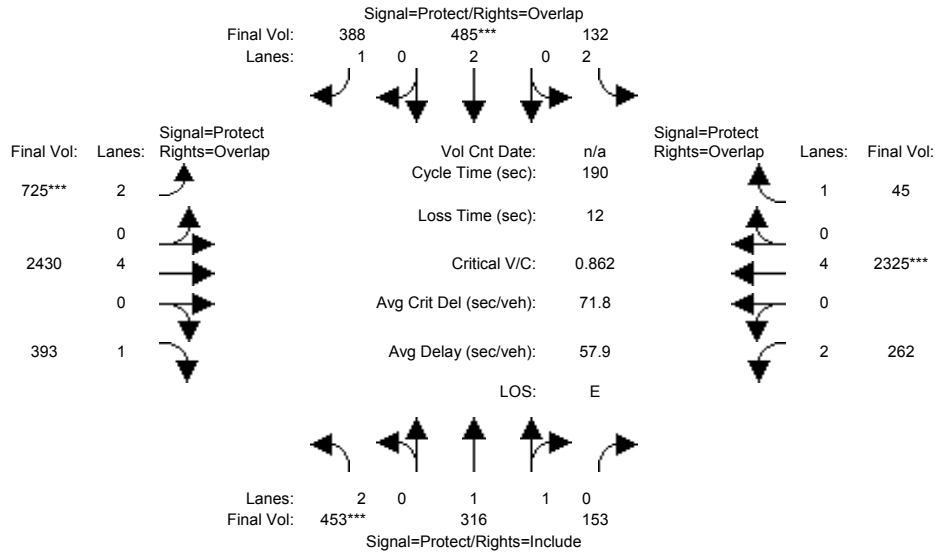 Signal=Protect/Rights=Overlap
Final Vol: 388 485*** 132
Lanes: 1 0 2 0 2
Signal=Protect Signal=Protect
Final Vol: Lanes: Rights=Overlap Vol Cnt Date: n/a Rights=Overlap Lanes: Final Vol:
Cycle Time (sec): 190
725*** 2 1 45
Loss Time (sec): 12
0 0
2430 4 Critical V/C: 0.862 4 2325***
0 Avg Crit Del (sec/veh): 71.8 0
393 1 Avg Delay (sec/veh): 57.9 2 262
LOS: E
Lanes: 2 0 1 1 0
Final Vol: 453*** 316 153
Signal=Protect/Rights=Include